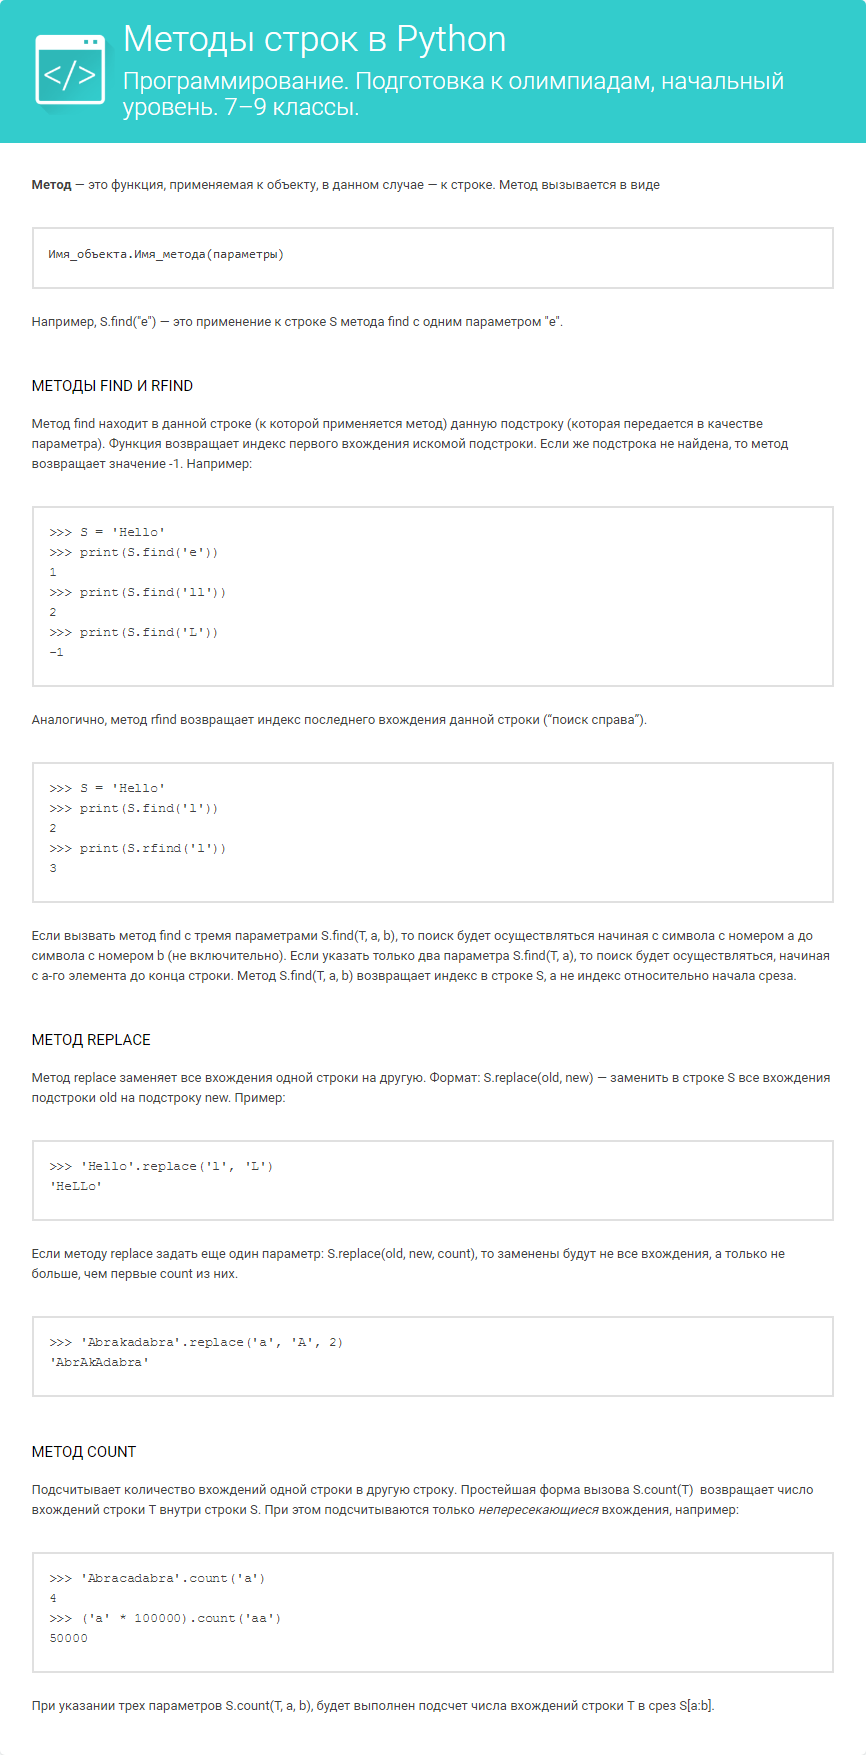 </>
Методы строк в Python
Программирование. Подготовка к олимпиадам, начальный
уровень. 7–9 классы.
Метод — это функция, применяемая к объекту, в данном случае — к строке. Метод вызывается в виде
Имя_объекта.Имя_метода(параметры)
Например, S.find("e") — это применение к строке S метода find с одним параметром "e".
МЕТОДЫ FIND И RFIND
Метод find находит в данной строке (к которой применяется метод) данную подстроку (которая передается в качестве
параметра). Функция возвращает индекс первого вхождения искомой подстроки. Если же подстрока не найдена, то метод
возвращает значение -1. Например:
>>> S = 'Hello'
>>> print(S.find('e'))
1
>>> print(S.find('ll'))
2
>>> print(S.find('L'))
-1
Аналогично, метод rfind возвращает индекс последнего вхождения данной строки (“поиск справа”).
>>> S = 'Hello'
>>> print(S.find('l'))
2
>>> print(S.rfind('l'))
3
Если вызвать метод find с тремя параметрами S.find(T, a, b), то поиск будет осуществляться начиная с символа с номером a до
символа с номером b (не включительно). Если указать только два параметра S.find(T, a), то поиск будет осуществляться, начиная
с a-го элемента до конца строки. Метод S.find(T, a, b) возвращает индекс в строке S, а не индекс относительно начала среза.
МЕТОД REPLACE
Метод replace заменяет все вхождения одной строки на другую. Формат: S.replace(old, new) — заменить в строке S все вхождения
подстроки old на подстроку new. Пример:
>>> 'Hello'.replace('l', 'L')
'HeLLo'
Если методу replace задать еще один параметр: S.replace(old, new, count), то заменены будут не все вхождения, а только не
больше, чем первые count из них.
>>> 'Abrakadabra'.replace('a', 'A', 2)
'AbrAkAdabra'
МЕТОД COUNT
Подсчитывает количество вхождений одной строки в другую строку. Простейшая форма вызова S.count(T) возвращает число
вхождений строки T внутри строки S. При этом подсчитываются только непересекающиеся вхождения, например:
>>> 'Abracadabra'.count('a')
4
>>> ('a' * 100000).count('aa')
50000
При указании трех параметров S.count(T, a, b), будет выполнен подсчет числа вхождений строки T в срез S[a:b].